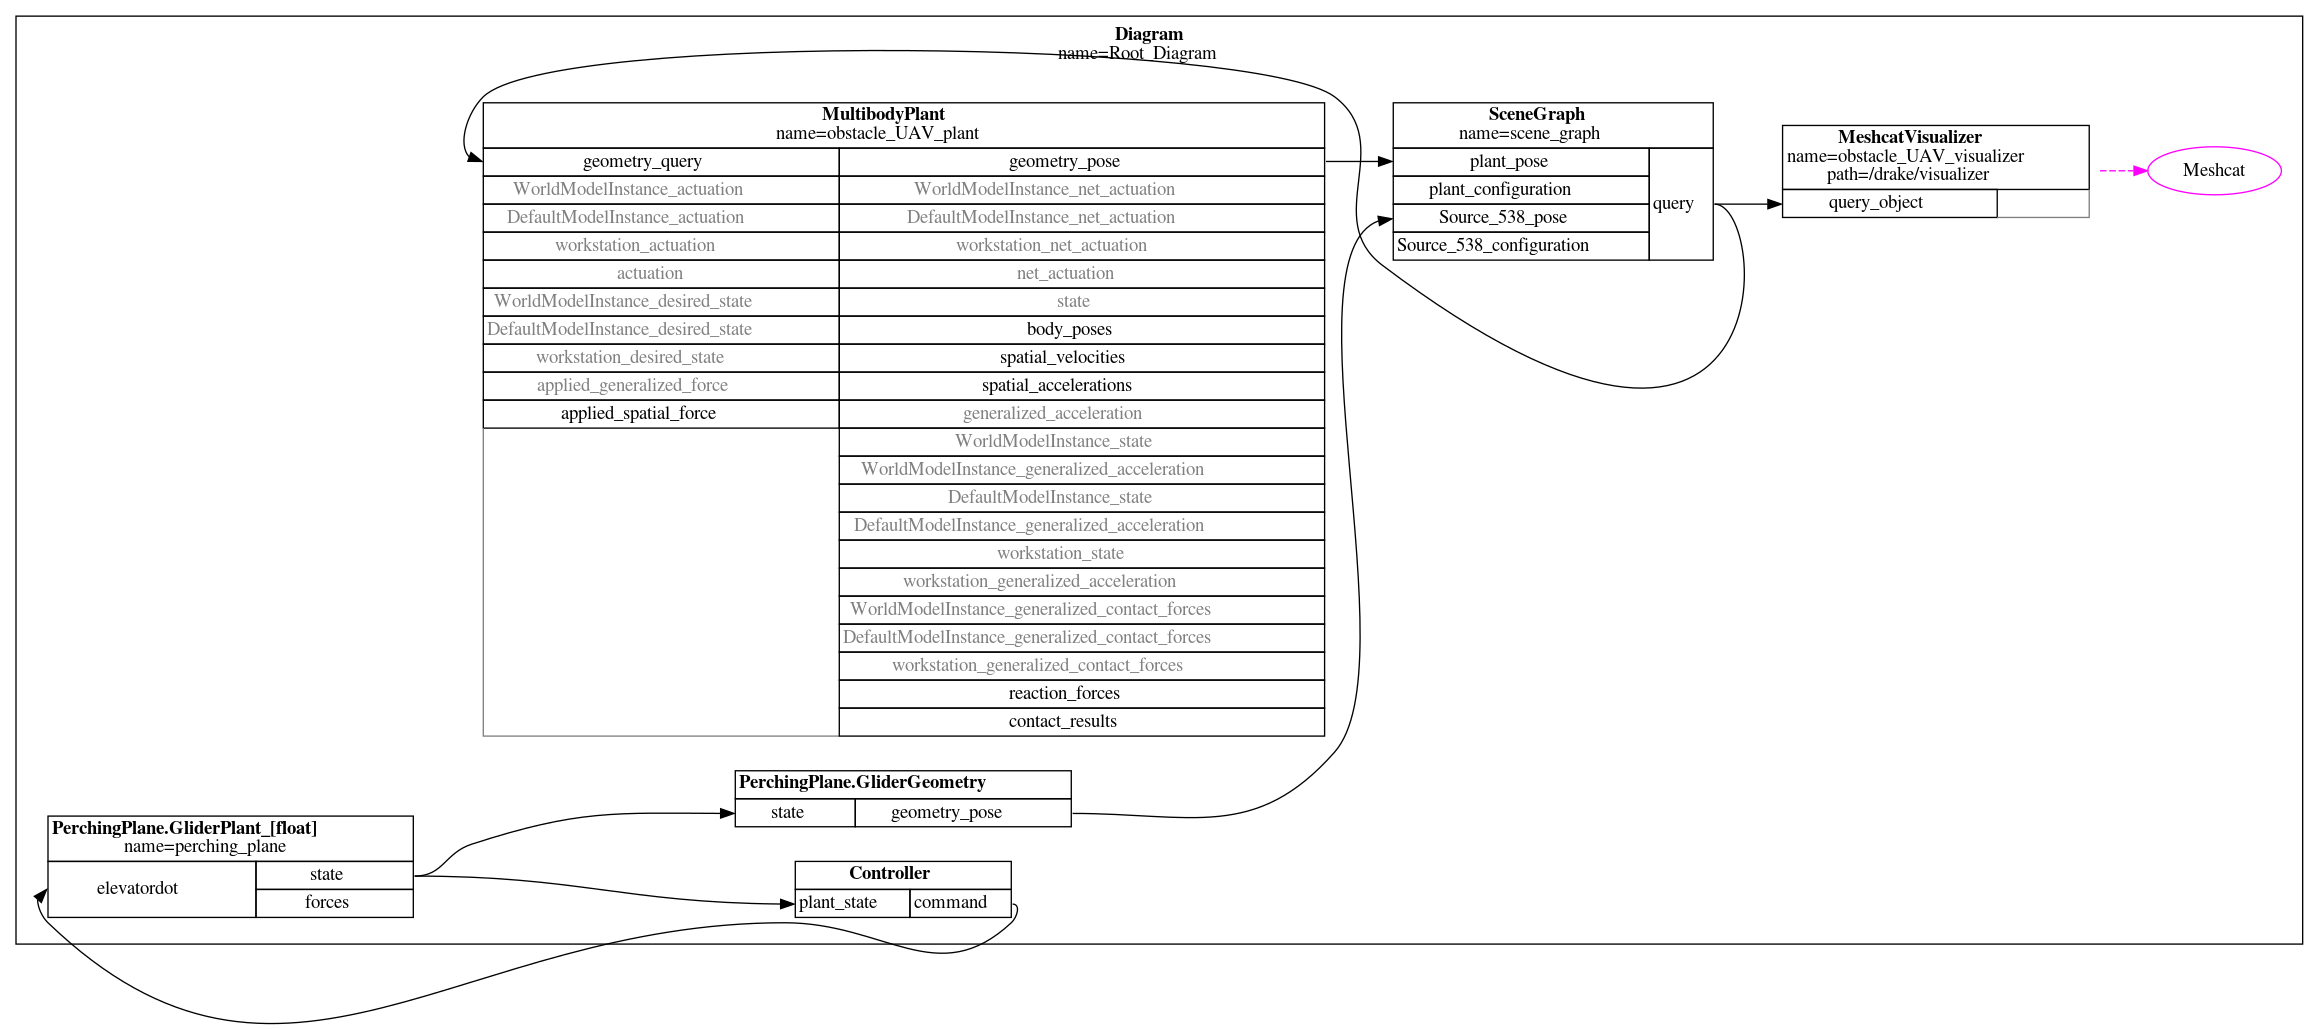 Diagram
name=Root_Diagram
MultibodyPlant
name=obstacle_UAV_plant
geometry_query
geometry_pose
WorldModelInstance_actuation
WorldModelInstance_net_actuation
DefaultModelInstance_actuation
DefaultModelInstance_net_actuation
workstation_actuation
workstation_net_actuation
actuation
net_actuation
WorldModelInstance_desired_state
state
DefaultModelInstance_desired_state
body_poses
workstation_desired_state
spatial_velocities
applied_generalized_force
spatial_accelerations
applied_spatial_force
generalized_acceleration
WorldModelInstance_state
WorldModelInstance_generalized_acceleration
DefaultModelInstance_state
DefaultModelInstance_generalized_acceleration
workstation_state
workstation_generalized_acceleration
WorldModelInstance_generalized_contact_forces
DefaultModelInstance_generalized_contact_forces
workstation_generalized_contact_forces
reaction_forces
contact_results
SceneGraph
name=scene_graph
plant_pose
plant_configuration
Source_538_pose
Source_538_configuration
query
MeshcatVisualizer
name=obstacle_UAV_visualizer
path=/drake/visualizer
query_object
Meshcat
PerchingPlane.GliderGeometry
state
geometry_pose
PerchingPlane.GliderPlant_[float]
name=perching_plane
elevatordot
state
forces
Controller
plant_state
command